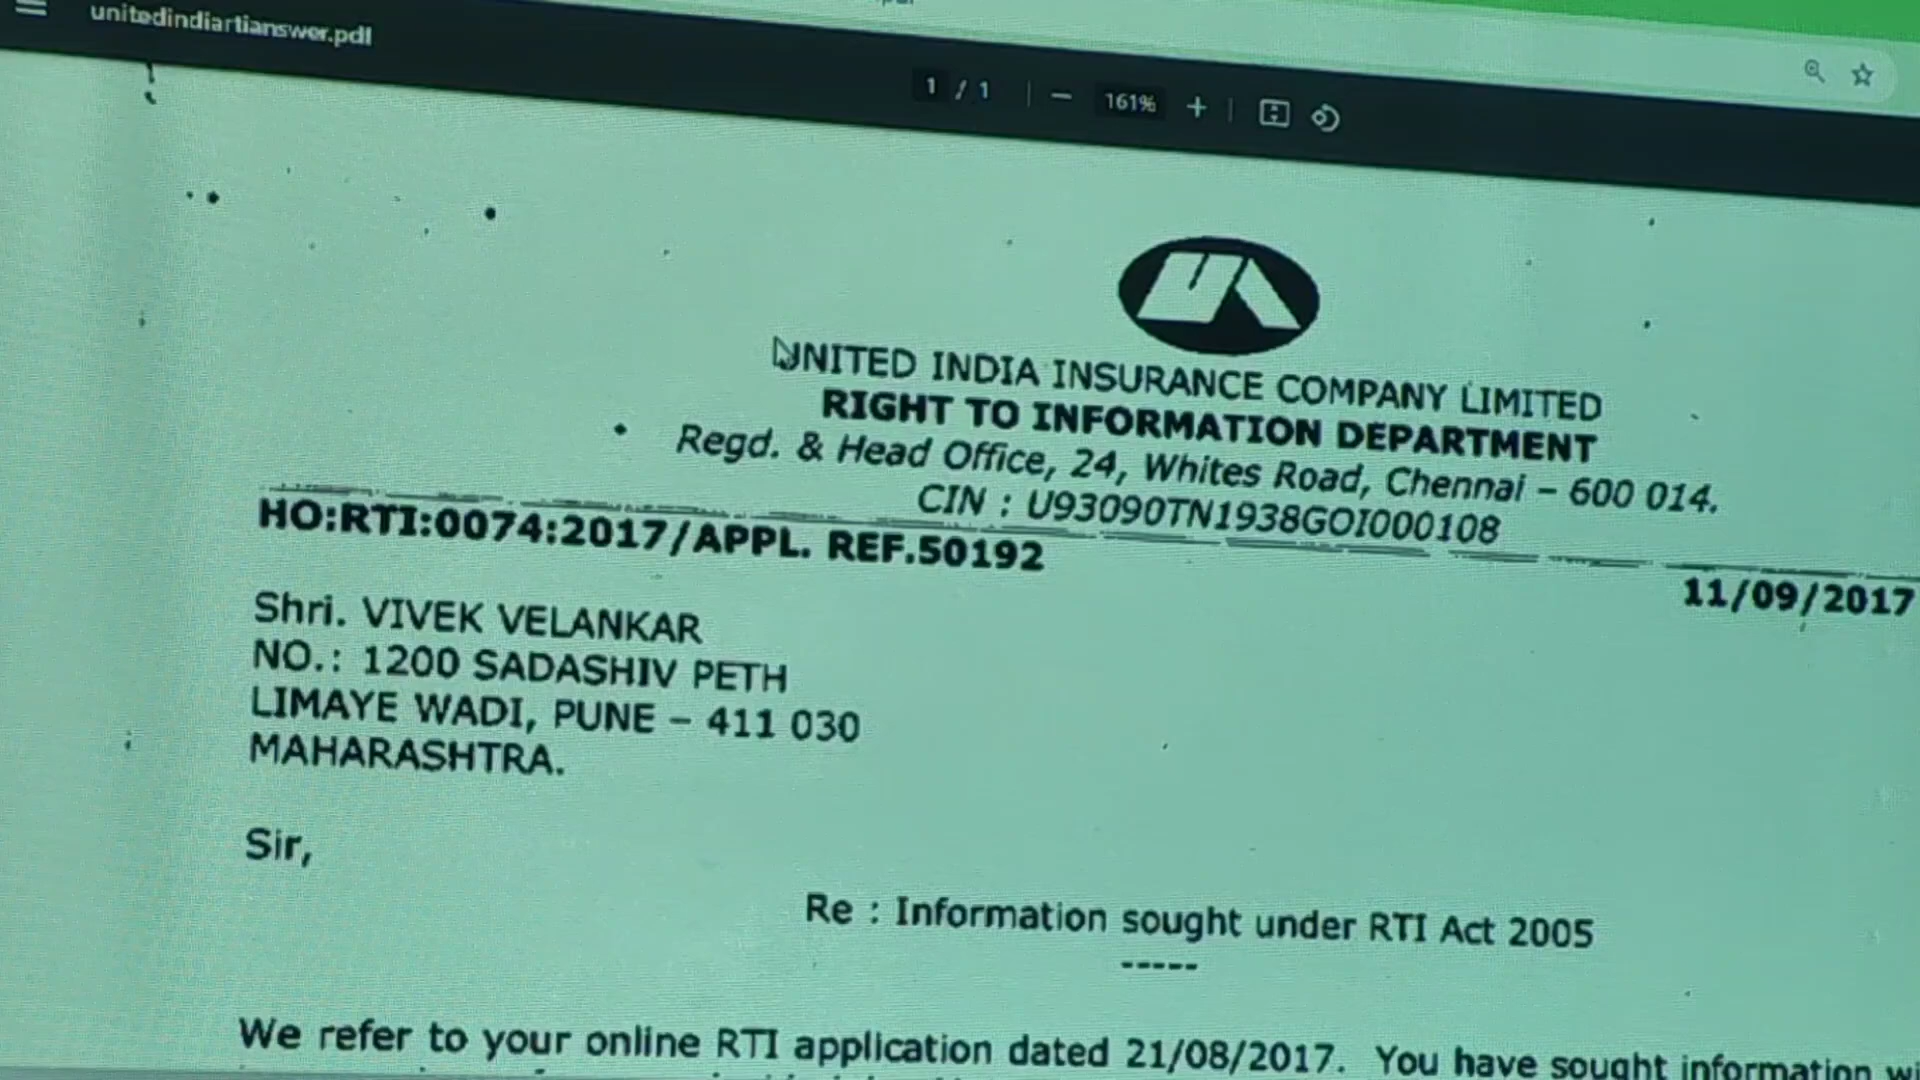 unitedindiartianswer.pdf
1 / 1
161%
UNITED INDIA INSURANCE COMPANY LIMITED
RIGHT TO INFORMATION DEPARTMENT
Regd. & Head Office, 24, Whites Road, Chennai – 600 014.
CIN : U93090TN1938GOI000108
HO:RTI:0074:2017/APPL. REF.50192
11/09/2017
Shri. VIVEK VELANKAR
NO.: 1200 SADASHIV PETH
LIMAYE WADI, PUNE – 411 030
MAHARASHTRA.
Sir,
Re : Information sought under RTI Act 2005
-----
We refer to your online RTI application dated 21/08/2017. You have sought information